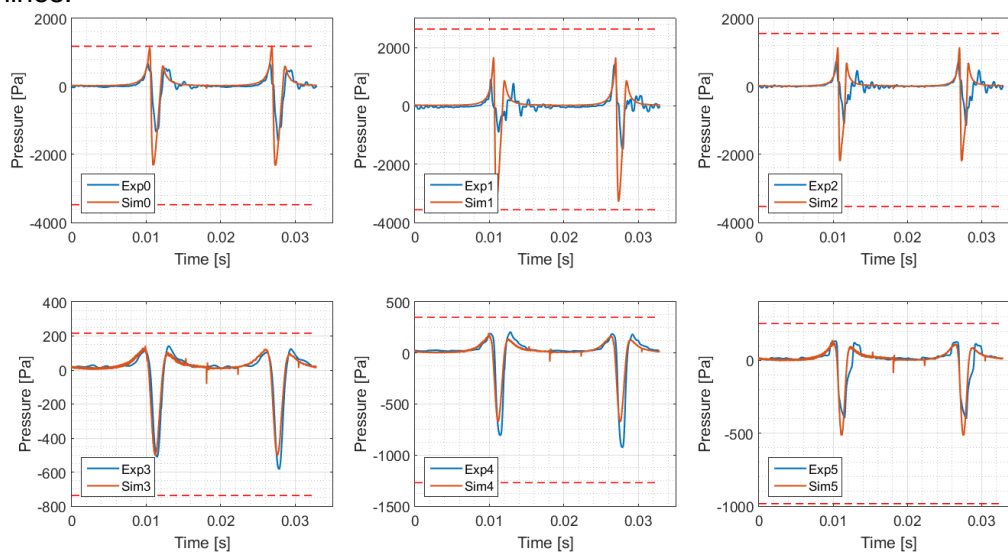 lines.
2000
0
-2000
-4000
Pressure [Pa]
Exp0
Sim0
0 0.01 0.02 0.03
Time [s]
2000
0
-2000
-4000
Pressure [Pa]
Exp1
Sim1
0 0.01 0.02 0.03
Time [s]
2000
0
-2000
-4000
Pressure [Pa]
Exp2
Sim2
0 0.01 0.02 0.03
Time [s]
400
200
0
-200
-400
-600
-800
Pressure [Pa]
Exp3
Sim3
0 0.01 0.02 0.03
Time [s]
500
0
-500
-1000
-1500
Pressure [Pa]
Exp4
Sim4
0 0.01 0.02 0.03
Time [s]
0
-500
-1000
Pressure [Pa]
Exp5
Sim5
0 0.01 0.02 0.03
Time [s]